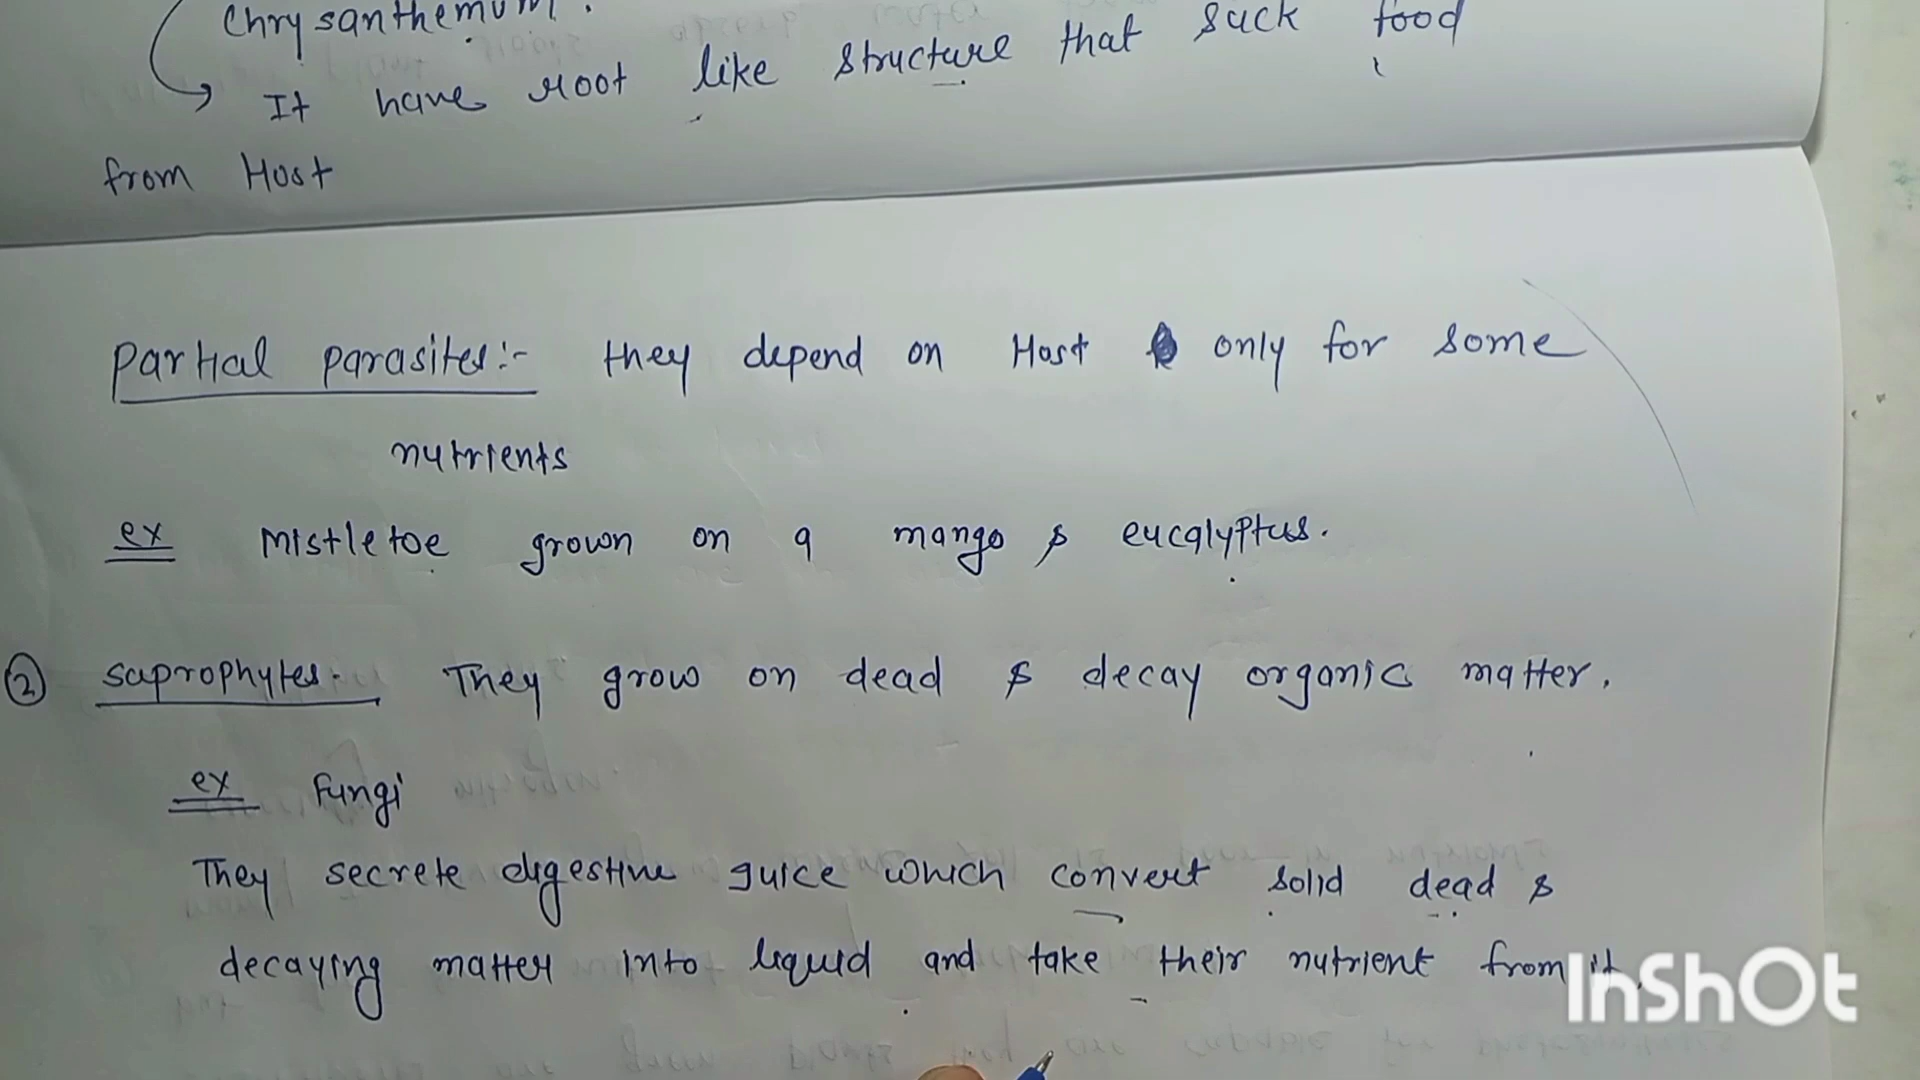 Chrysanthemum.
It have root like structure that suck food
from Host
Partial parasites:- they depend on Host only for some
nutrients
ex Mistletoe grown on a mango & eucalyptus.
② saprophytes- They grow on dead & decay organic matter.
ex Fungi
They secrete digestive juice which convert solid dead &
decaying matter into liquid and take their nutrient from it
InShOt